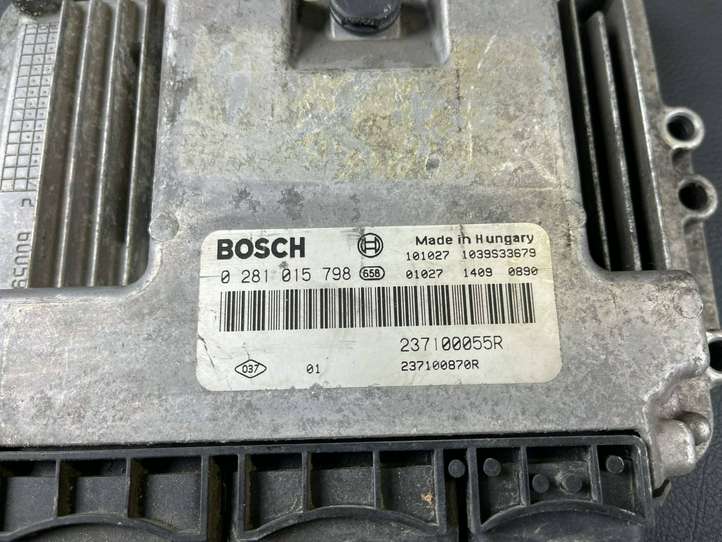 BOSCH Made in Hungary
101027 1039S33679
0 281 015 798 658 01027 1409 0890
237100055R
037 01 237100870R